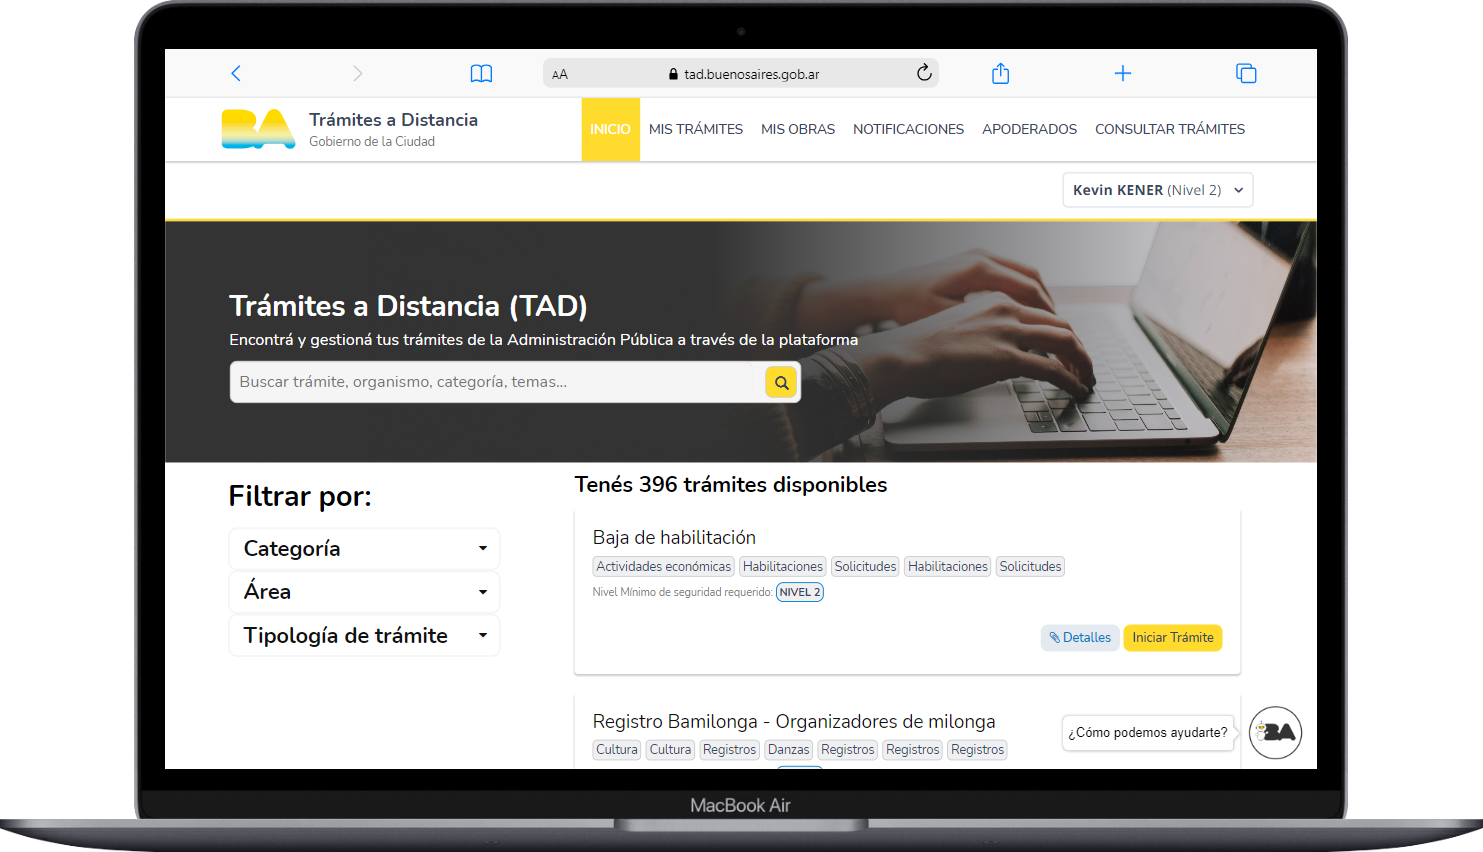 AA
tad.buenosaires.gob.ar
BA
Trámites a Distancia
Gobierno de la Ciudad
INICIO MIS TRÁMITES MIS OBRAS NOTIFICACIONES APODERADOS CONSULTAR TRÁMITES
Kevin KENER (Nivel 2)
Trámites a Distancia (TAD)
Encontrá y gestioná tus trámites de la Administración Pública a través de la plataforma
Buscar trámite, organismo, categoría, temas...
Filtrar por:
Categoría
Área
Tipología de trámite
Tenés 396 trámites disponibles
Baja de habilitación
Actividades económicas Habilitaciones Solicitudes Habilitaciones Solicitudes
Nivel Mínimo de seguridad requerido: NIVEL 2
Detalles Iniciar Trámite
Registro Bamilonga - Organizadores de milonga
Cultura Cultura Registros Danzas Registros Registros Registros
¿Cómo podemos ayudarte?
BA
MacBook Air